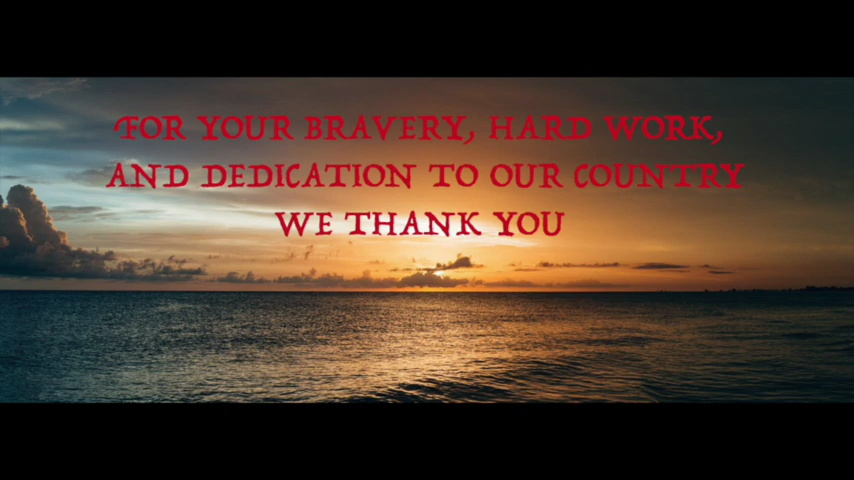 For your bravery, hard work,
and dedication to our country
we thank you